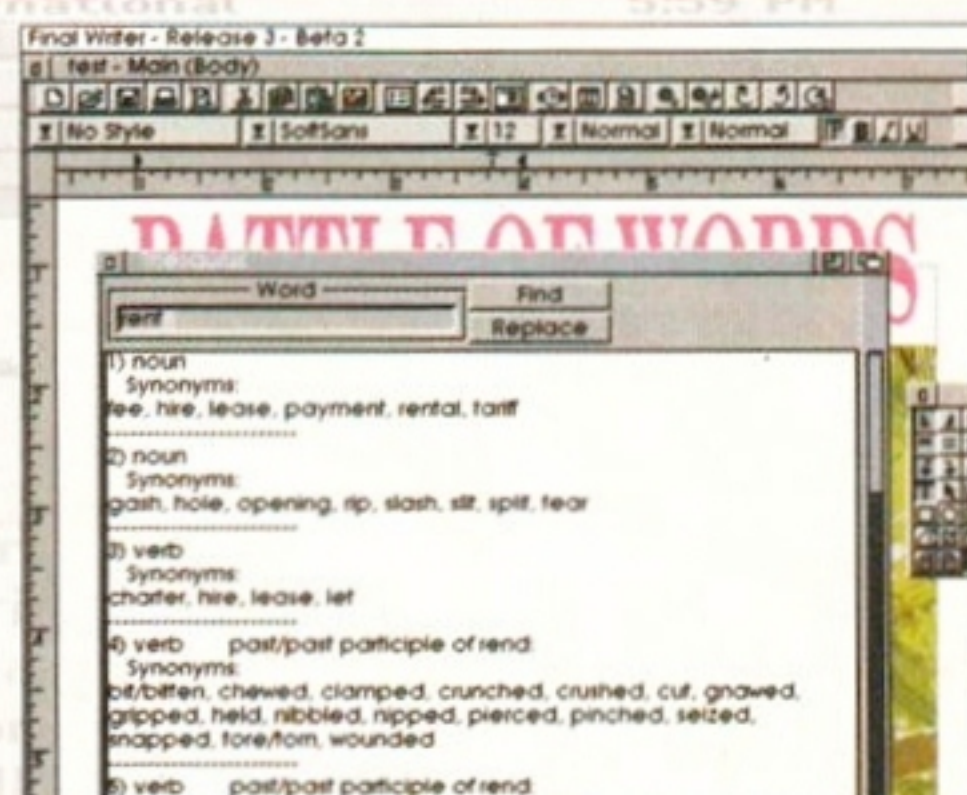 Final Writer - Release 3 - Beta 2
test - Main (Body)
No Style SoftSans 12 Normal Normal
BATTLE OF WORDS
Word
Find
rent
Replace
1) noun
Synonyms:
fee, hire, lease, payment, rental, tariff
----------------------
2) noun
Synonyms:
gash, hole, opening, rip, slash, slit, split, tear
----------------------
3) verb
Synonyms:
charter, hire, lease, let
----------------------
4) verb past/past participle of rend:
Synonyms:
bit/bitten, chewed, clamped, crunched, crushed, cut, gnawed,
gripped, held, nibbled, nipped, pierced, pinched, seized,
snapped, tore/torn, wounded
----------------------
5) verb past/past participle of rend: